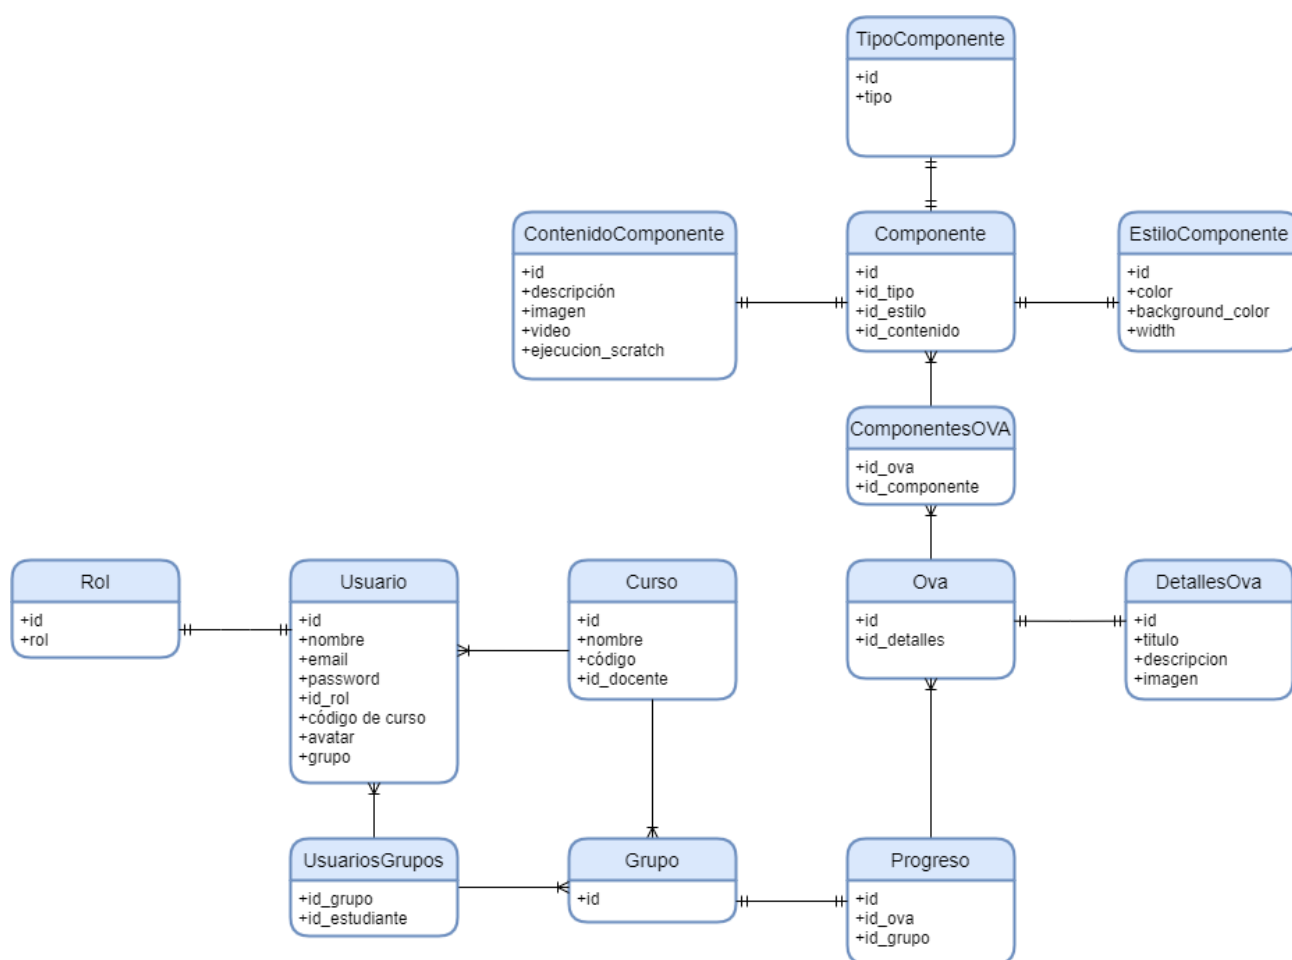 TipoComponente
+id
+tipo
ContenidoComponente
+id
+descripción
+imagen
+video
+ejecucion_scratch
Componente
+id
+id_tipo
+id_estilo
+id_contenido
EstiloComponente
+id
+color
+background_color
+width
ComponentesOVA
+id_ova
+id_componente
Rol
+id
+rol
Usuario
+id
+nombre
+email
+password
+id_rol
+código de curso
+avatar
+grupo
Curso
+id
+nombre
+código
+id_docente
Ova
+id
+id_detalles
DetallesOva
+id
+titulo
+descripcion
+imagen
UsuariosGrupos
+id_grupo
+id_estudiante
Grupo
+id
Progreso
+id
+id_ova
+id_grupo